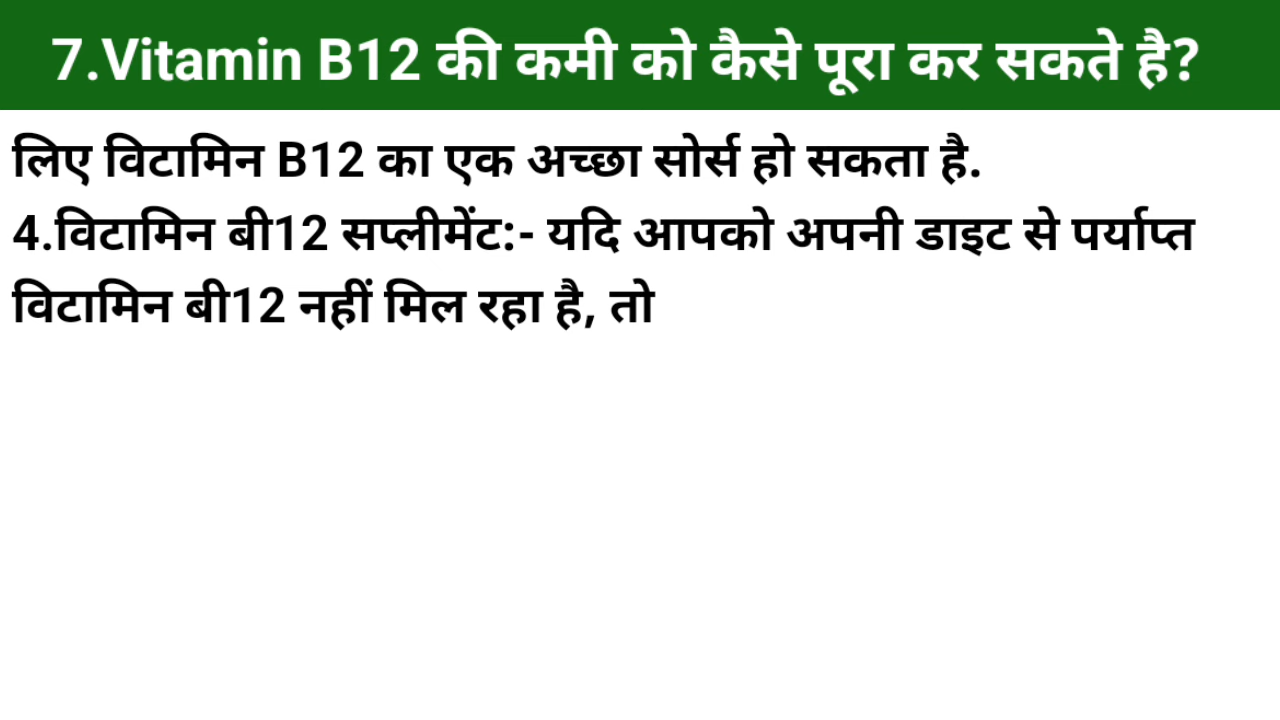 7.Vitamin B12 की कमी को कैसे पूरा कर सकते है?
लिए विटामिन B12 का एक अच्छा सोर्स हो सकता है.
4.विटामिन बी12 सप्लीमेंट:- यदि आपको अपनी डाइट से पर्याप्त
विटामिन बी12 नहीं मिल रहा है, तो